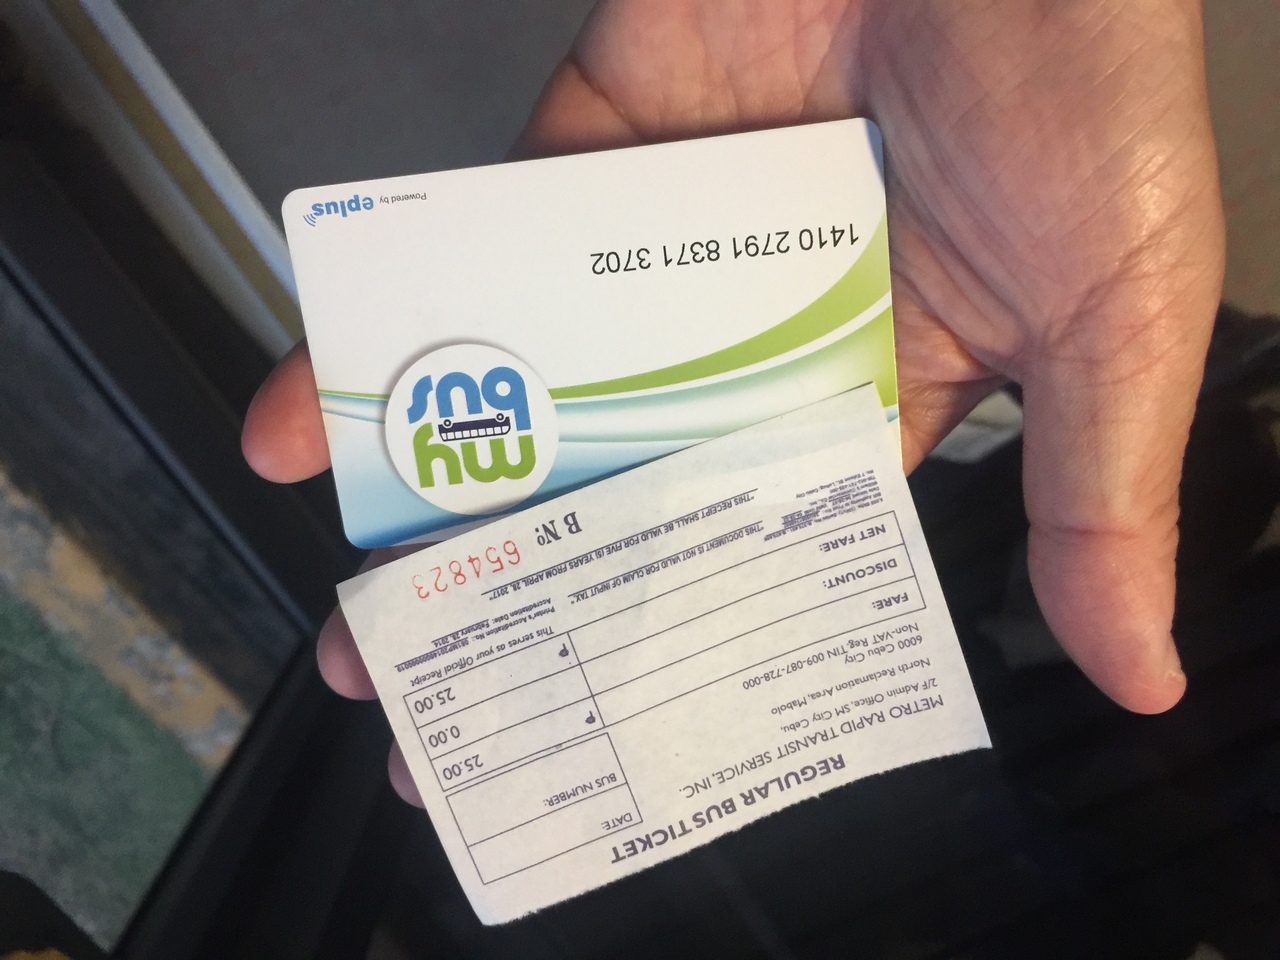 my
bus
1410 2791 8371 3702
Powered by eplus
REGULAR BUS TICKET
METRO RAPID TRANSIT SERVICE, INC.
2/F Admin Office, SM City Cebu,
North Reclamation Area, Mabolo
6000 Cebu City
Non-VAT Reg. TIN 009-087-728-000
DATE:
BUS NUMBER:
FARE: ₱ 25.00
DISCOUNT: 0.00
NET FARE: ₱ 25.00
This serves as your Official Receipt
"THIS DOCUMENT IS NOT VALID FOR CLAIM OF INPUT TAX"
"THIS RECEIPT SHALL BE VALID FOR FIVE (5) YEARS FROM APRIL 28, 2017"
B No. 654823